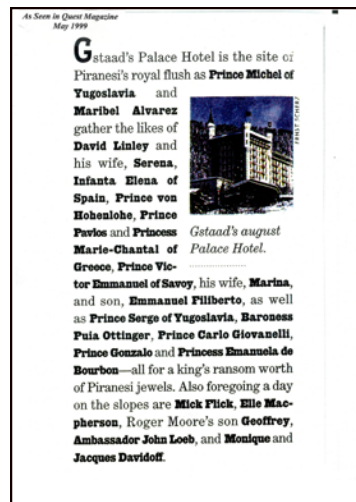 As Seen in Quest Magazine
May 1999
Gstaad's Palace Hotel is the site of
Piranesi's royal flush as Prince Michel of
Yugoslavia and
Maribel Alvarez
gather the likes of
David Linley and
his wife, Serena,
Infanta Elena of
Spain, Prince von
Hohenlohe, Prince
Pavlos and Princess
Marie-Chantal of
Greece, Prince Vic-
tor Emmanuel of Savoy, his wife, Marina,
and son, Emmanuel Filiberto, as well
as Prince Serge of Yugoslavia, Baroness
Puia Ottinger, Prince Carlo Giovanelli,
Prince Gonzalo and Princess Emanuela de
Bourbon—all for a king's ransom worth
of Piranesi jewels. Also foregoing a day
on the slopes are Mick Flick, Elle Mac-
pherson, Roger Moore's son Geoffrey,
Ambassador John Loeb, and Monique and
Jacques Davidoff.
ERNST SCHERZ
Gstaad's august
Palace Hotel.